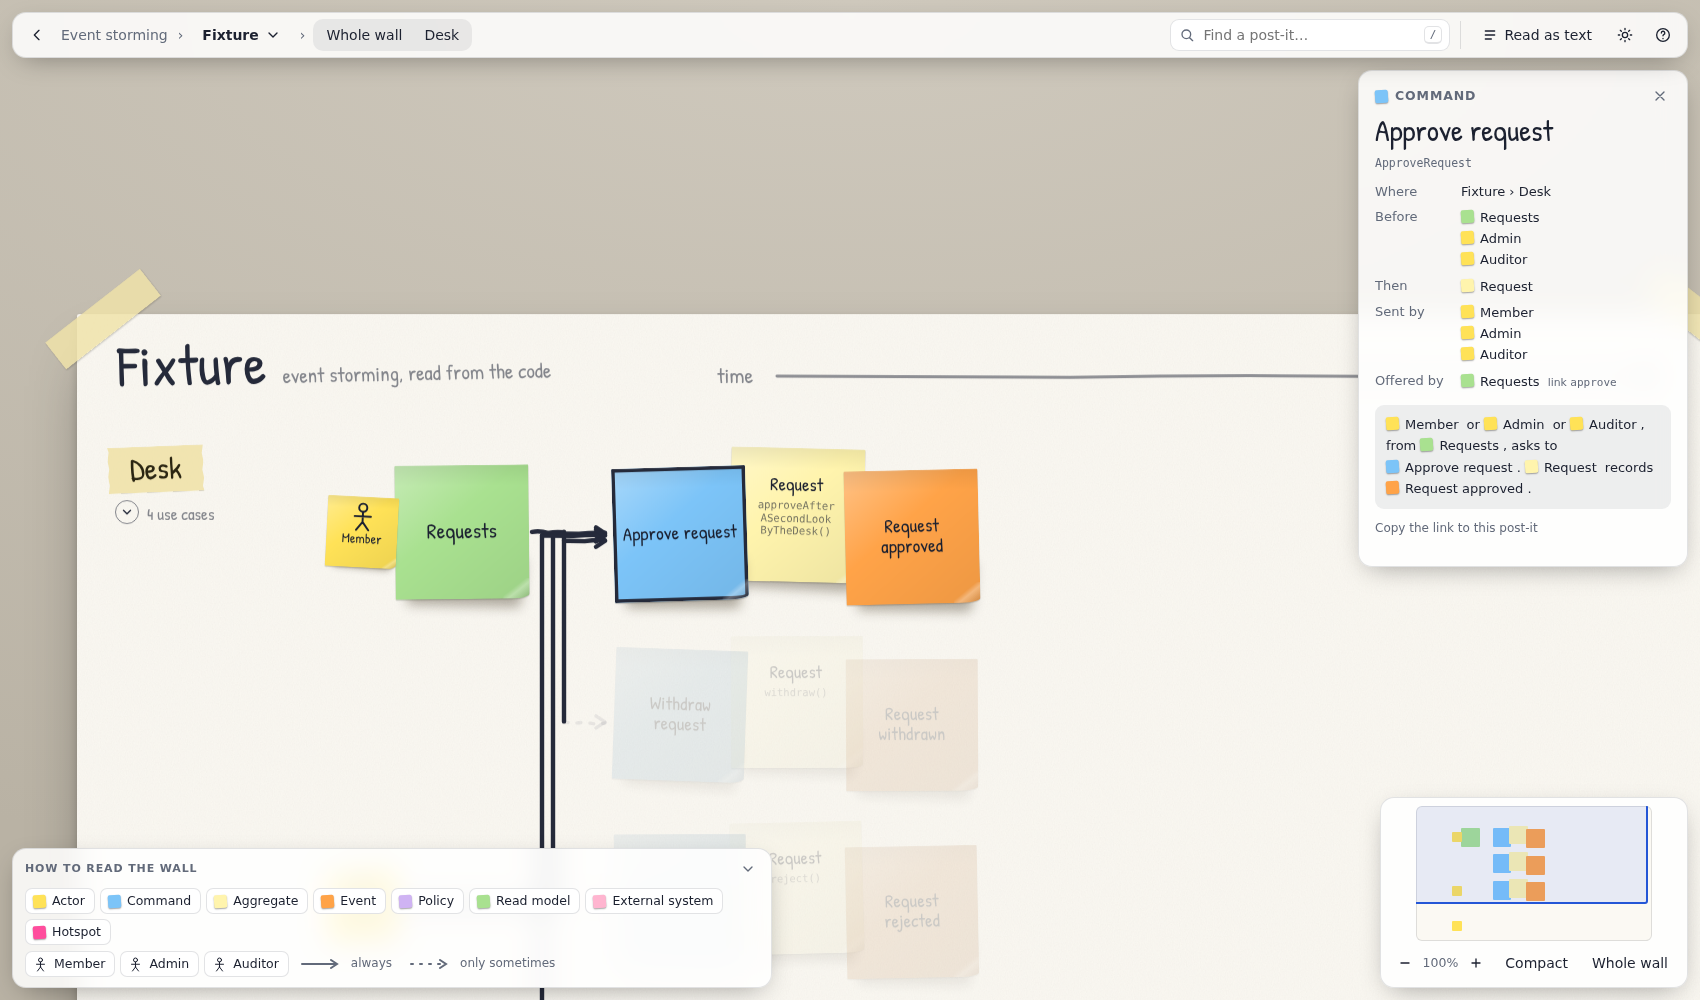 Event storming › Fixture › Whole wall Desk
Find a post-it… /
Read as text
COMMAND
Approve request
ApproveRequest
Where Fixture › Desk
Before Requests
Admin
Auditor
Then Request
Sent by Member
Admin
Auditor
Offered by Requests link approve
Member or Admin or Auditor ,
from Requests , asks to
Approve request . Request records
Request approved .
Copy the link to this post-it
Fixture event storming, read from the code
time
Desk
4 use cases
Member
Requests
Approve request
Request
approveAfter
ASecondLook
ByTheDesk()
Request
approved
Withdraw
request
Request
withdraw()
Request
withdrawn
Request
reject()
Request
rejected
HOW TO READ THE WALL
Actor Command Aggregate Event Policy Read model External system
Hotspot
Member Admin Auditor always only sometimes
− 100% + Compact Whole wall